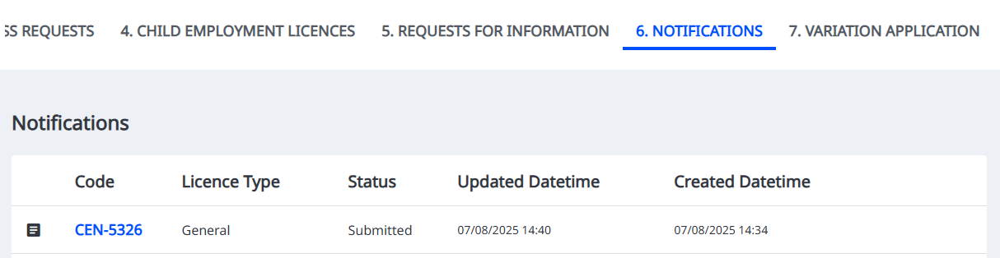 REQUESTS 4. CHILD EMPLOYMENT LICENCES 5. REQUESTS FOR INFORMATION 6. NOTIFICATIONS 7. VARIATION APPLICATION
Notifications
Code Licence Type Status Updated Datetime Created Datetime
CEN-5326 General Submitted 07/08/2025 14:40 07/08/2025 14:34